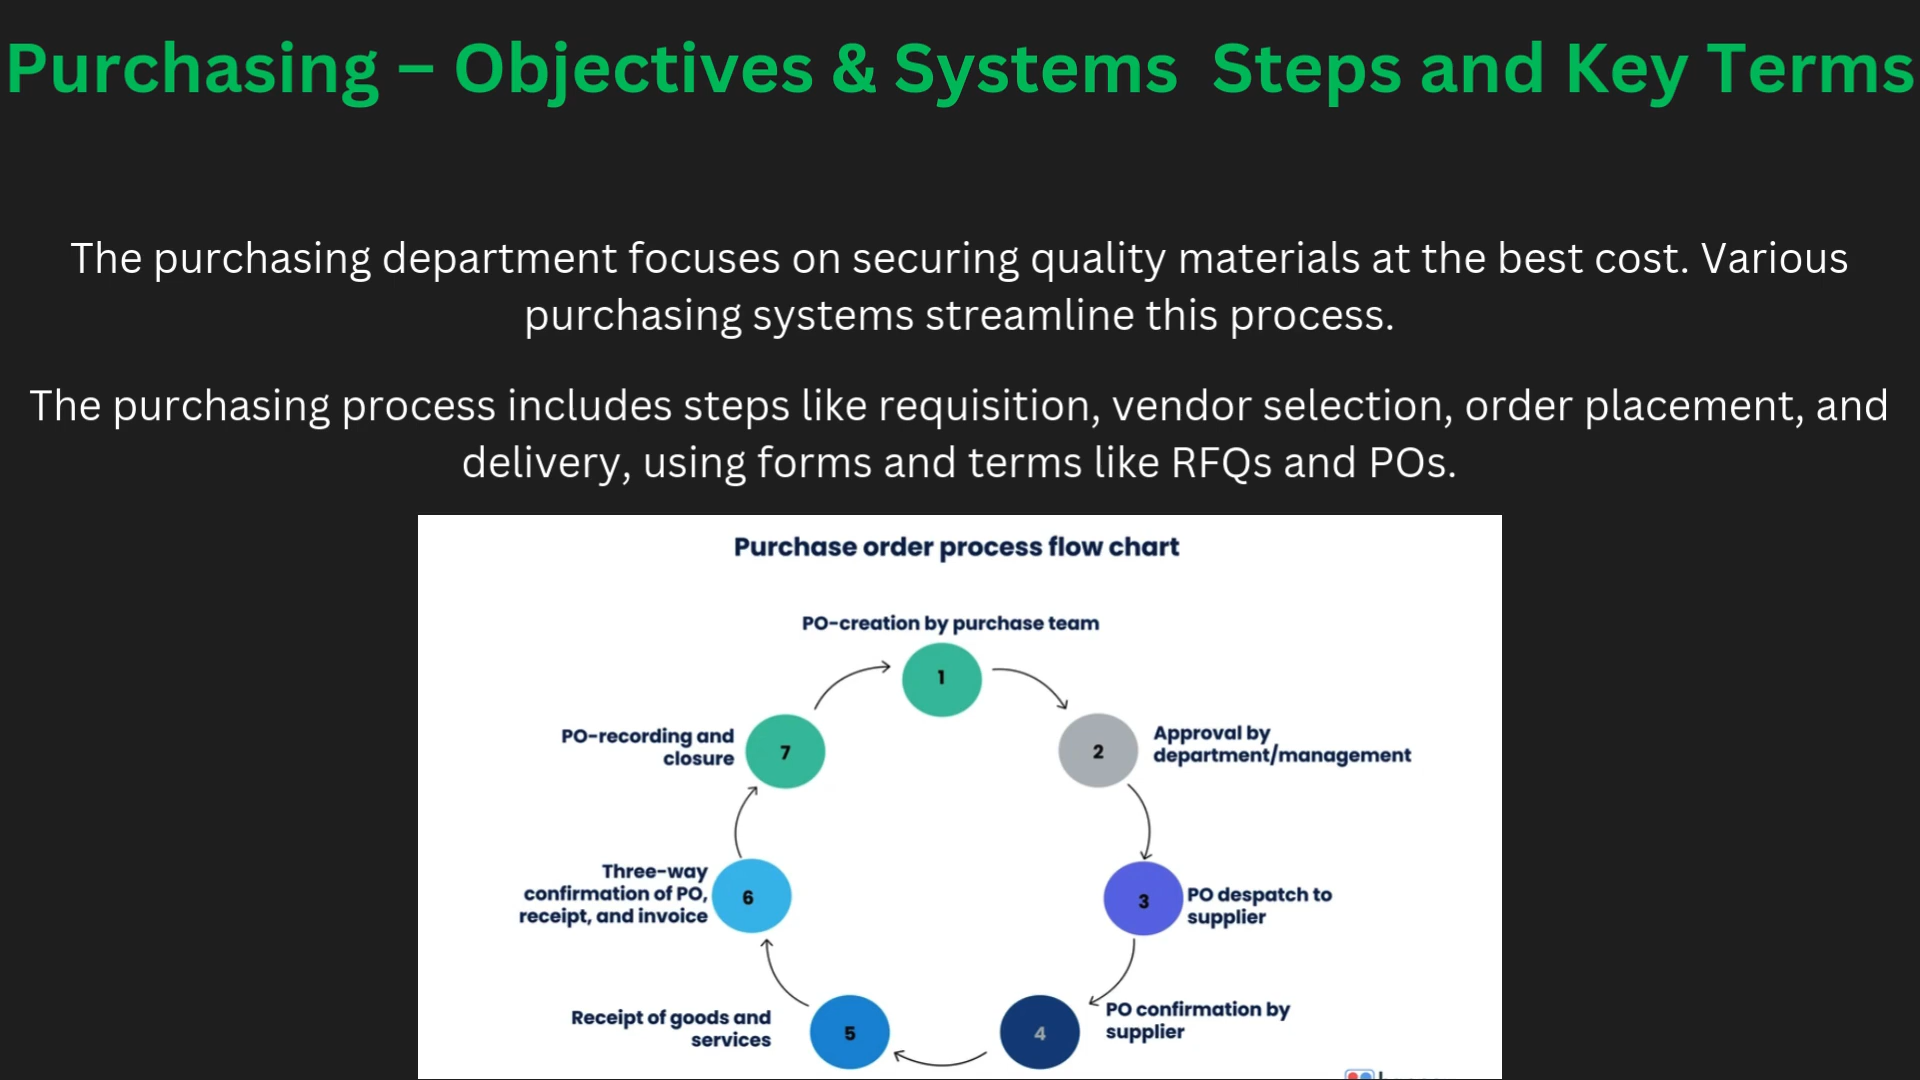 Purchasing – Objectives & Systems  Steps and Key Terms
The purchasing department focuses on securing quality materials at the best cost. Various
purchasing systems streamline this process.
The purchasing process includes steps like requisition, vendor selection, order placement, and
delivery, using forms and terms like RFQs and POs.
Purchase order process flow chart
PO-creation by purchase team
1
2
Approval by
department/management
3
PO despatch to
supplier
4
PO confirmation by
supplier
5
Receipt of goods and
services
6
Three-way
confirmation of PO,
receipt, and invoice
7
PO-recording and
closure